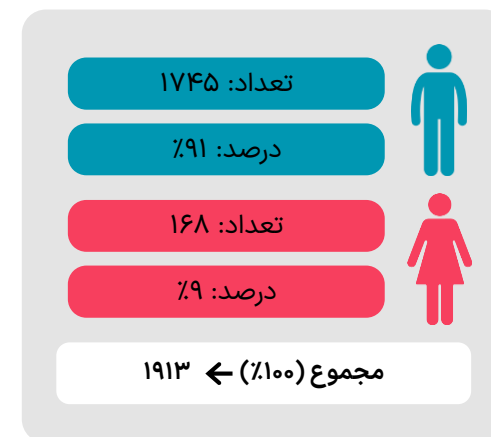 تعداد: ۱۷۴۵
درصد: ۹۱٪
تعداد: ۱۶۸
درصد: ۹٪
مجموع (۱۰۰٪) ← ۱۹۱۳